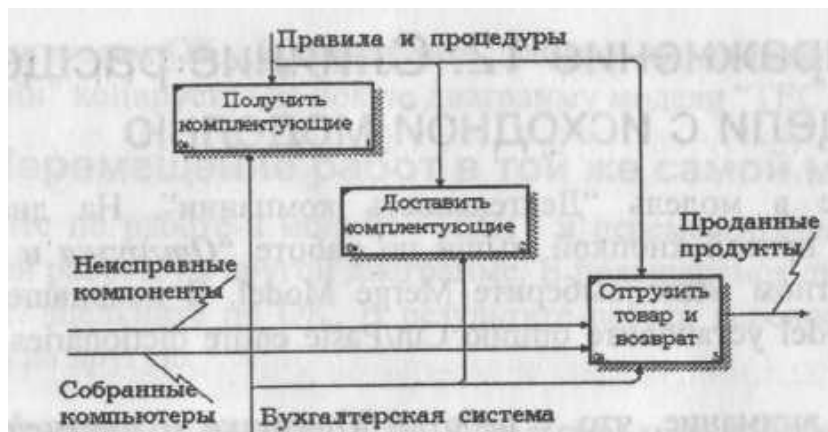 Правила и процедуры
Получить
комплектующие
Доставить
комплектующие
Проданные
продукты
Неисправные
компоненты
Отгрузить
товар и
возврат
Собранные
компьютеры
Бухгалтерская система